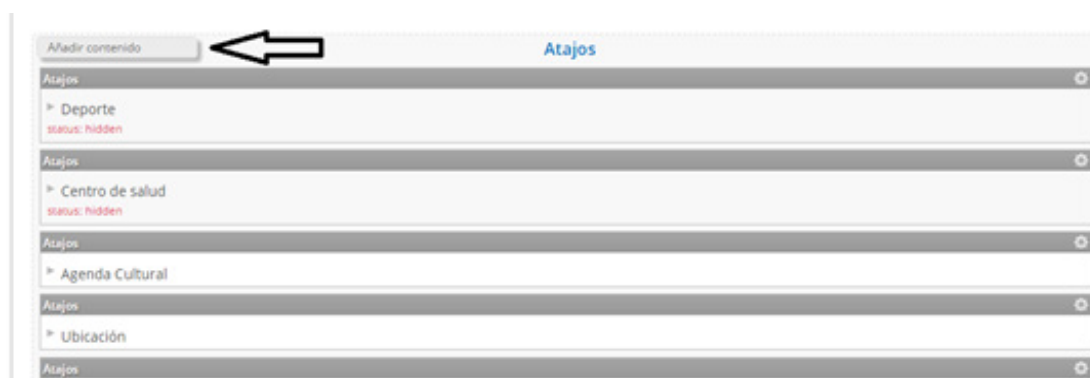 Añadir contenido
Atajos
Atajos
Deporte
status: hidden
Atajos
Centro de salud
status: hidden
Atajos
Agenda Cultural
Atajos
Ubicación
Atajos